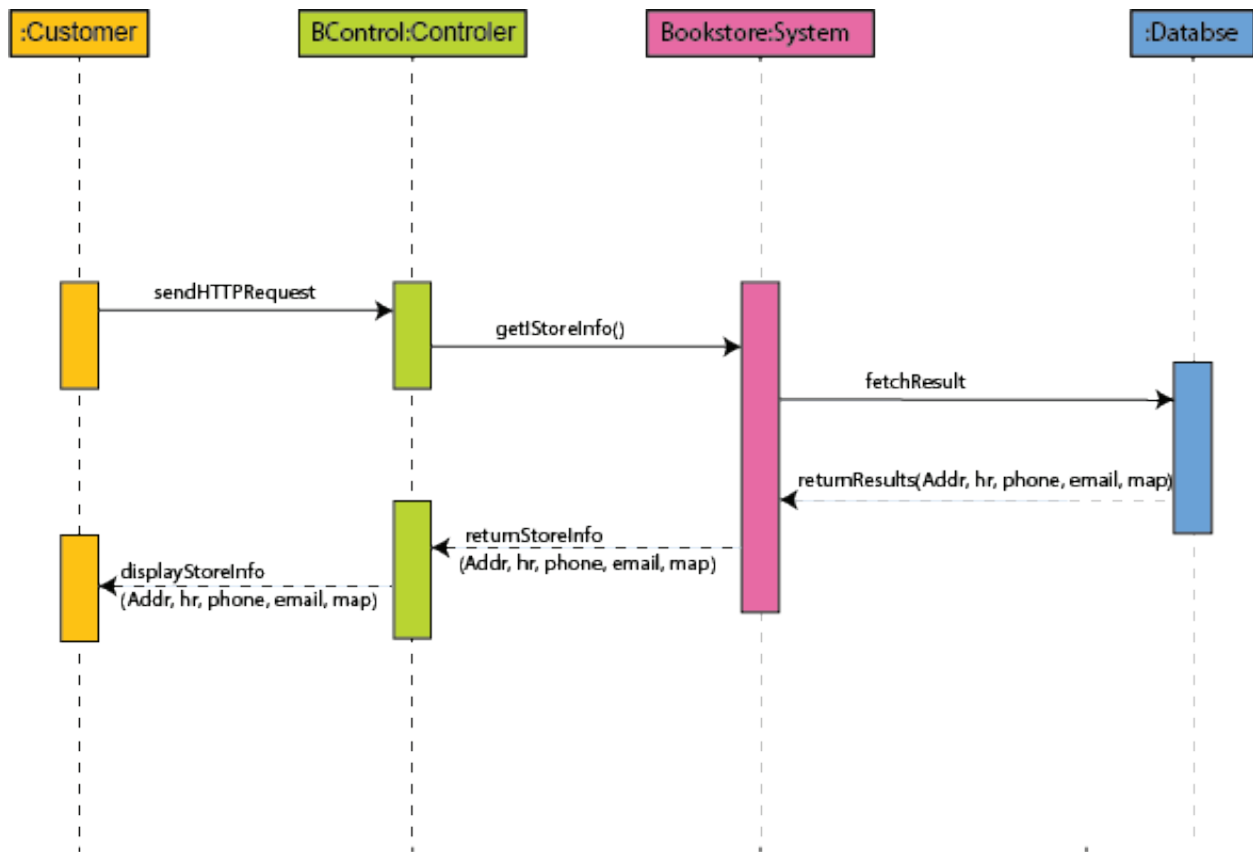 :Customer
BControl:Controler
Bookstore:System
:Databse
sendHTTPRequest
getIStoreInfo()
fetchResult
returnResults(Addr, hr, phone, email, map)
returnStoreInfo
(Addr, hr, phone, email, map)
displayStoreInfo
(Addr, hr, phone, email, map)